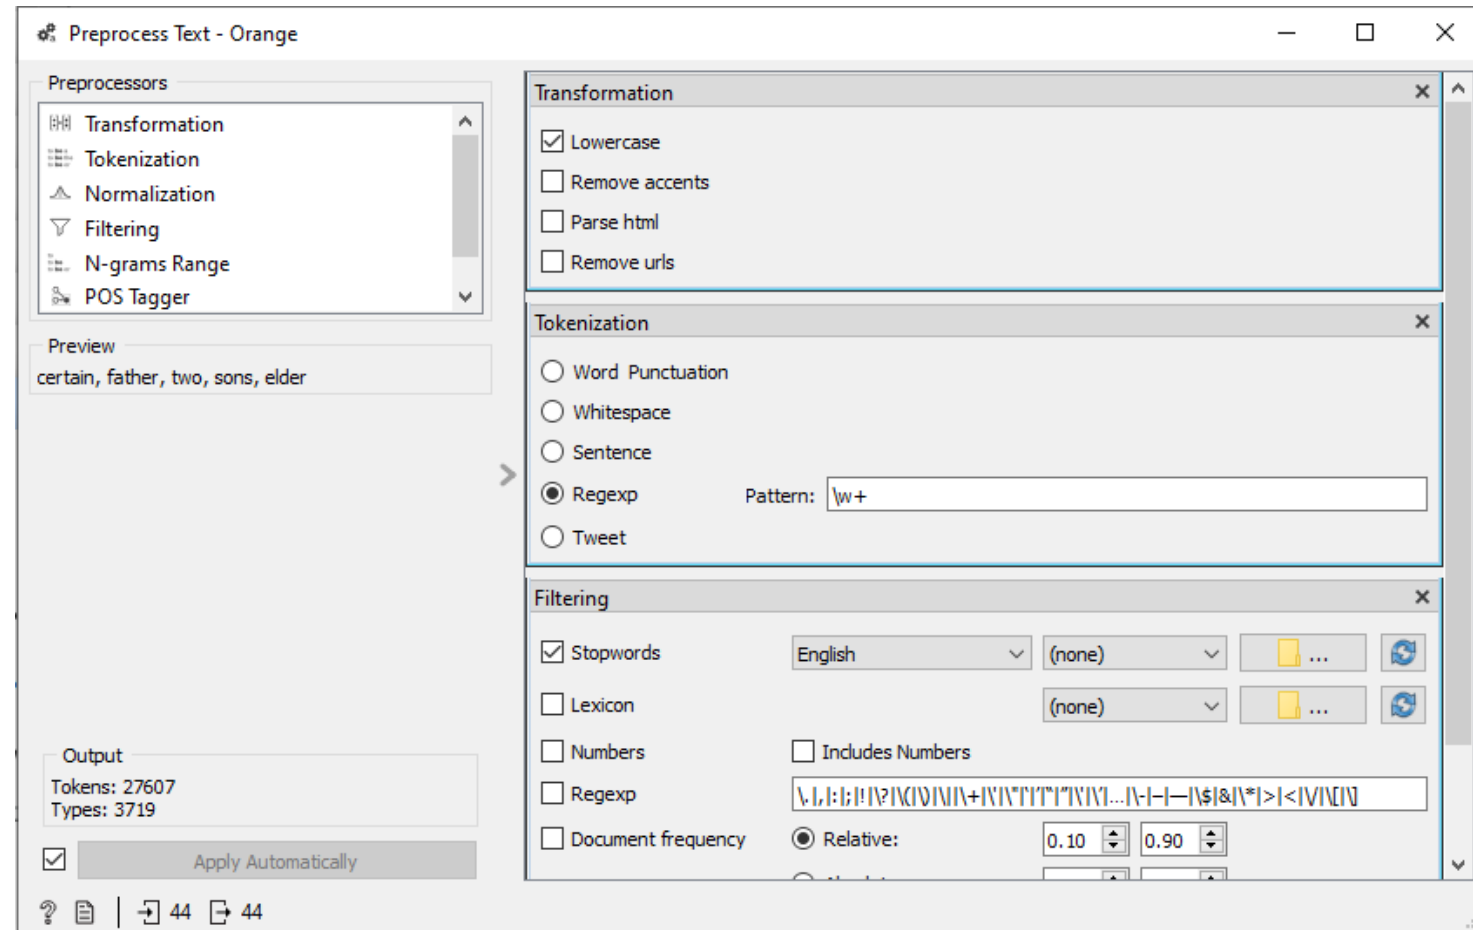 Preprocess Text - Orange
Preprocessors
Transformation
Tokenization
Normalization
Filtering
N-grams Range
POS Tagger
Preview
certain, father, two, sons, elder
Output
Tokens: 27607
Types: 3719
Apply Automatically
44 44
Transformation
Lowercase
Remove accents
Parse html
Remove urls
Tokenization
Word Punctuation
Whitespace
Sentence
Regexp Pattern: \w+
Tweet
Filtering
Stopwords English (none) ...
Lexicon (none) ...
Numbers Includes Numbers
Regexp
Document frequency Relative: 0.10 0.90